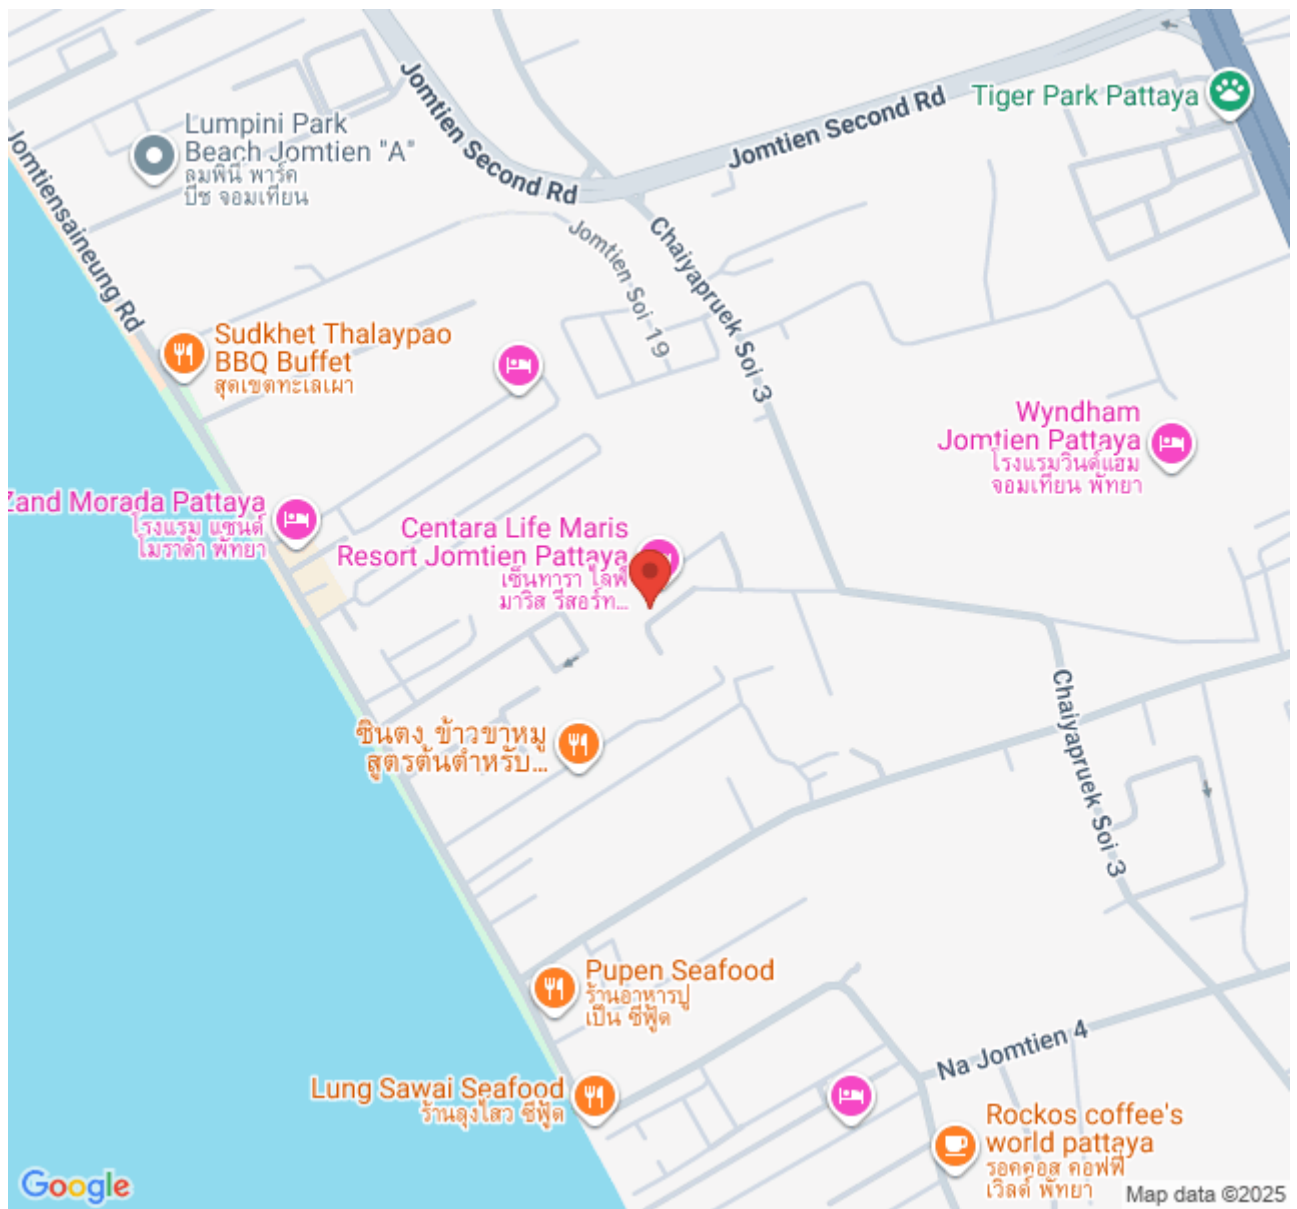 Jomtien Second Rd
Jomtien Second Rd
Tiger Park Pattaya
Lumpini Park
Beach Jomtien "A"
ลุมพินี พาร์ค
บีช จอมเทียน
Jomtiensaineung Rd
Jomtien Soi 19
Chaiyapruek Soi 3
Sudkhet Thalaypao
BBQ Buffet
สุดเขตทะเลเผา
Wyndham
Jomtien Pattaya
โรงแรมวินด์แฮม
จอมเทียน พัทยา
Zand Morada Pattaya
โรงแรม แซนด์
โมราด้า พัทยา
Centara Life Maris
Resort Jomtien Pattaya
เซ็นทารา ไลฟ์
มาริส รีสอร์ท...
Chaiyapruek Soi 3
ชินตง ข้าวขาหมู
สูตรต้นตำหรับ...
Pupen Seafood
ร้านอาหารปู
เป็น ซีฟู้ด
Na Jomtien 4
Lung Sawai Seafood
ร้านลุงไสว ซีฟู้ด
Rockos coffee's
world pattaya
รอคคอส คอฟฟี่
เวิลด์ พัทยา
Google
Map data ©2025